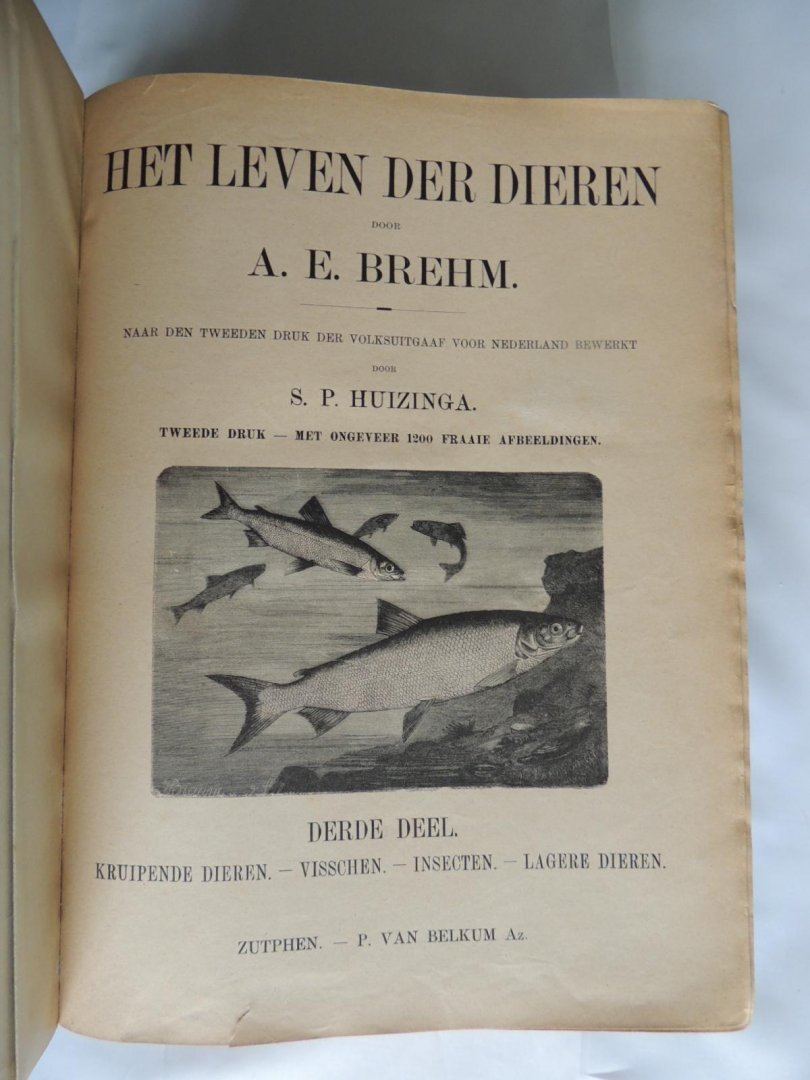 HET LEVEN DER DIEREN
DOOR
A. E. BREHM.
NAAR DEN TWEEDEN DRUK DER VOLKSUITGAAF VOOR NEDERLAND BEWERKT
DOOR
S. P. HUIZINGA.
TWEEDE DRUK — MET ONGEVEER 1200 FRAAIE AFBEELDINGEN.
DERDE DEEL.
KRUIPENDE DIEREN. — VISSCHEN. — INSECTEN. — LAGERE DIEREN.
ZUTPHEN. — P. VAN BELKUM Az.